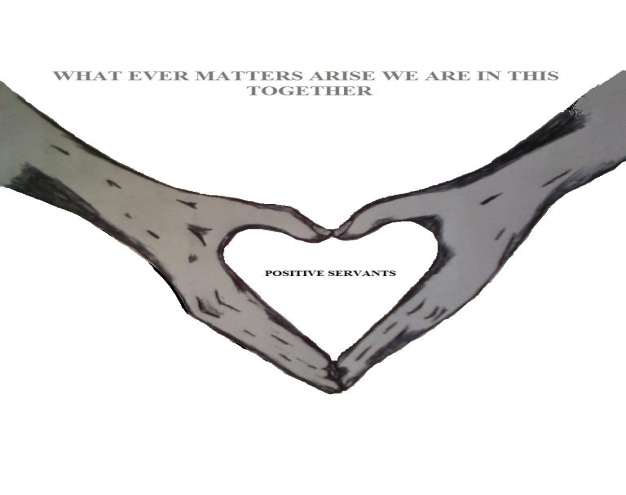 WHAT EVER MATTERS ARISE WE ARE IN THIS
TOGETHER
POSITIVE SERVANTS